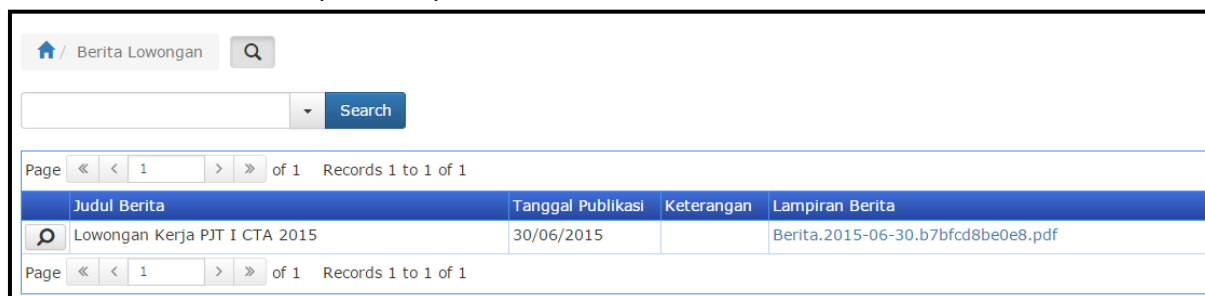 / Berita Lowongan
Search
Page 1 of 1 Records 1 to 1 of 1
Judul Berita Tanggal Publikasi Keterangan Lampiran Berita
Lowongan Kerja PJT I CTA 2015 30/06/2015 Berita.2015-06-30.b7bfcd8be0e8.pdf
Page 1 of 1 Records 1 to 1 of 1